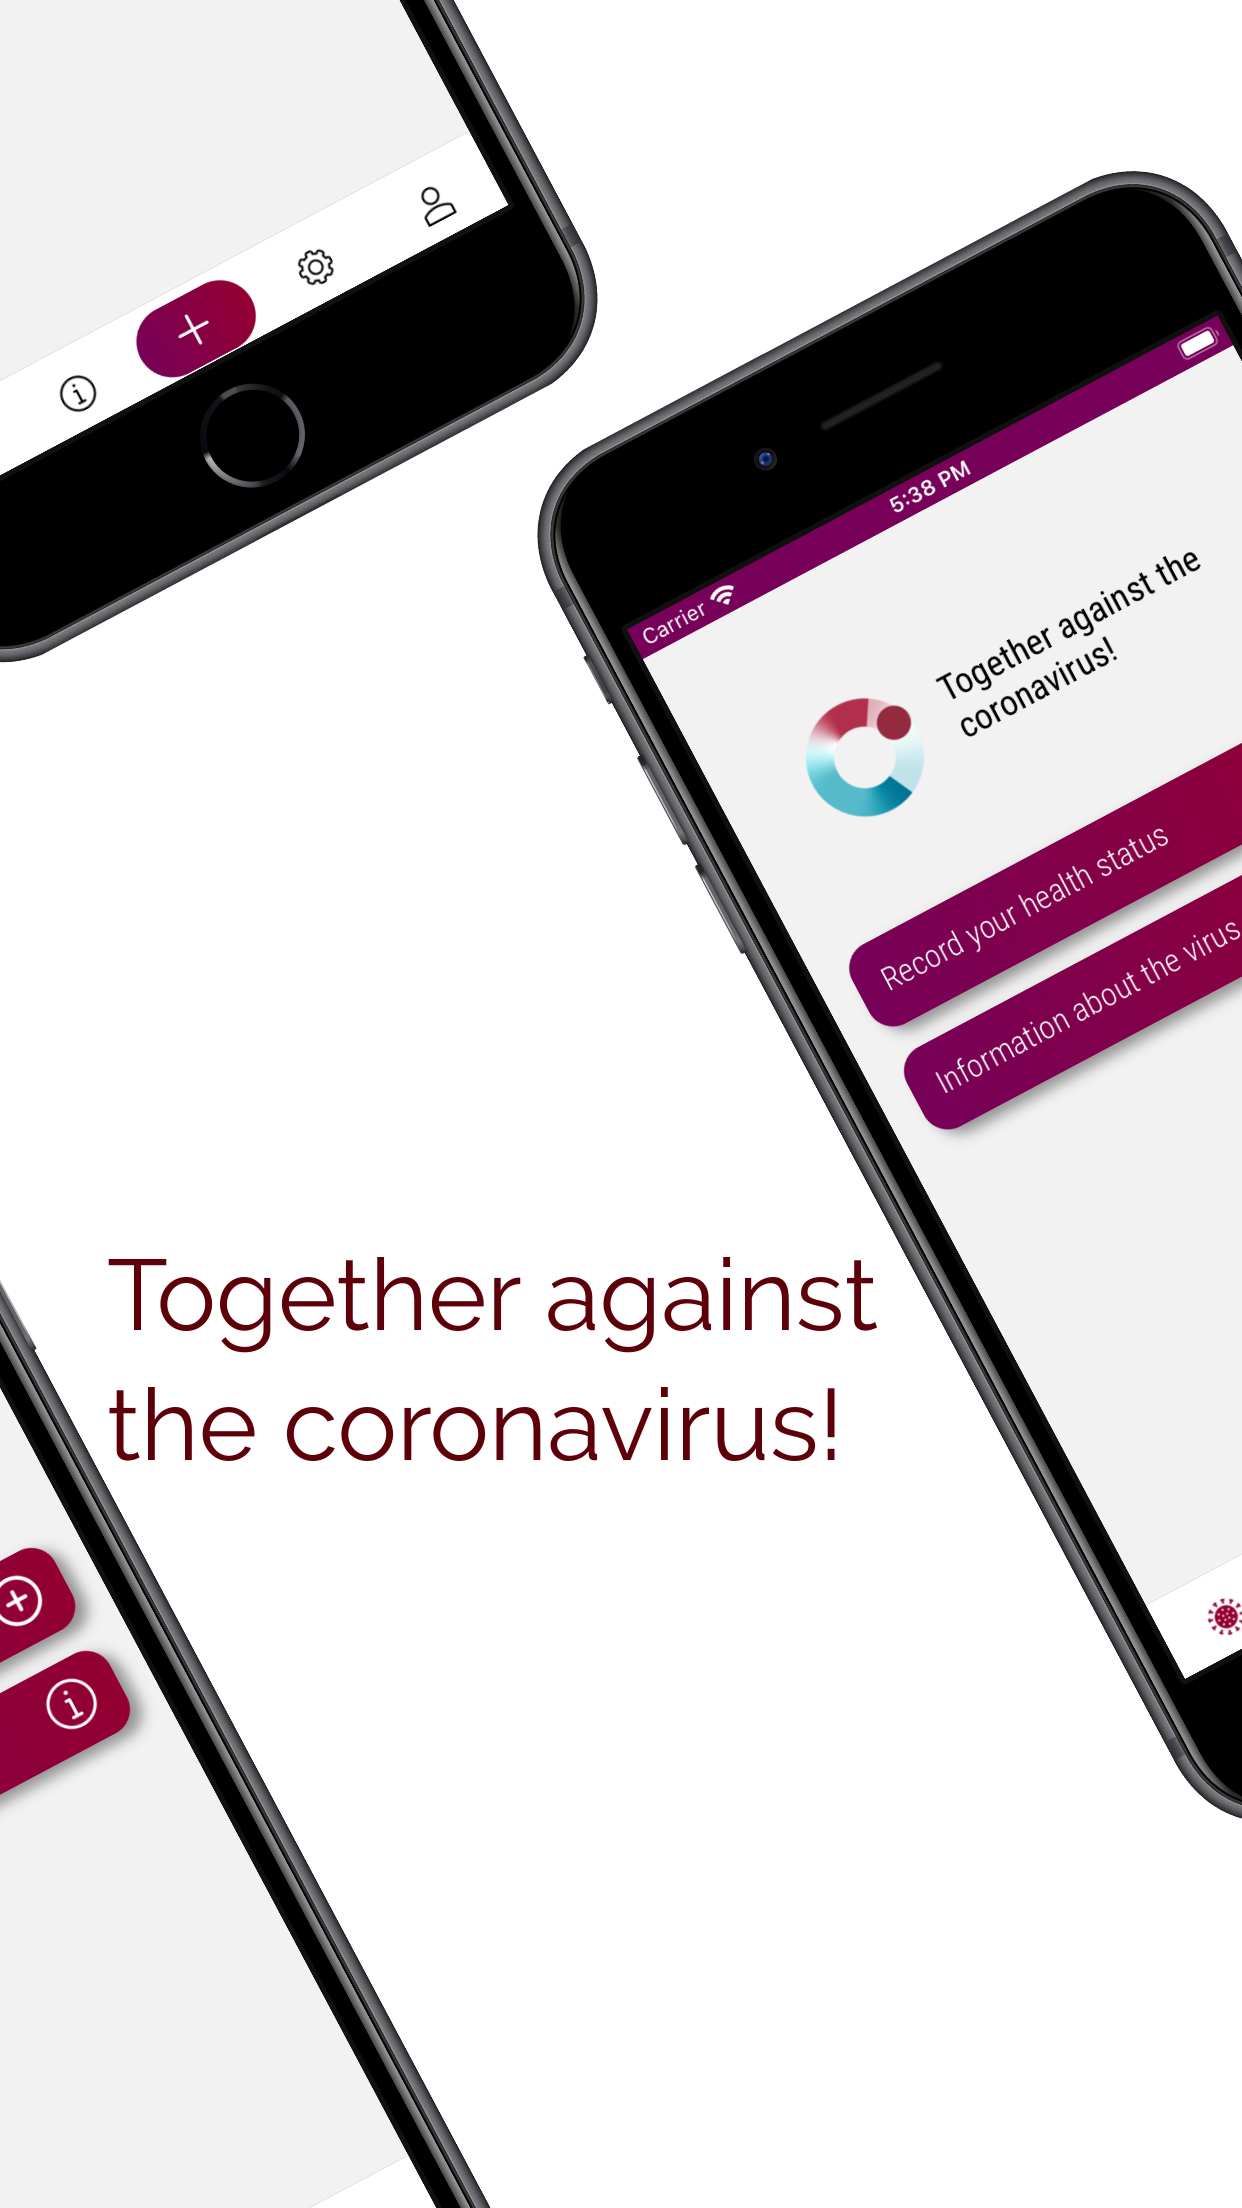 5:38 PM
Carrier
Together against the
coronavirus!
Record your health status
Information about the virus
Together against
the coronavirus!